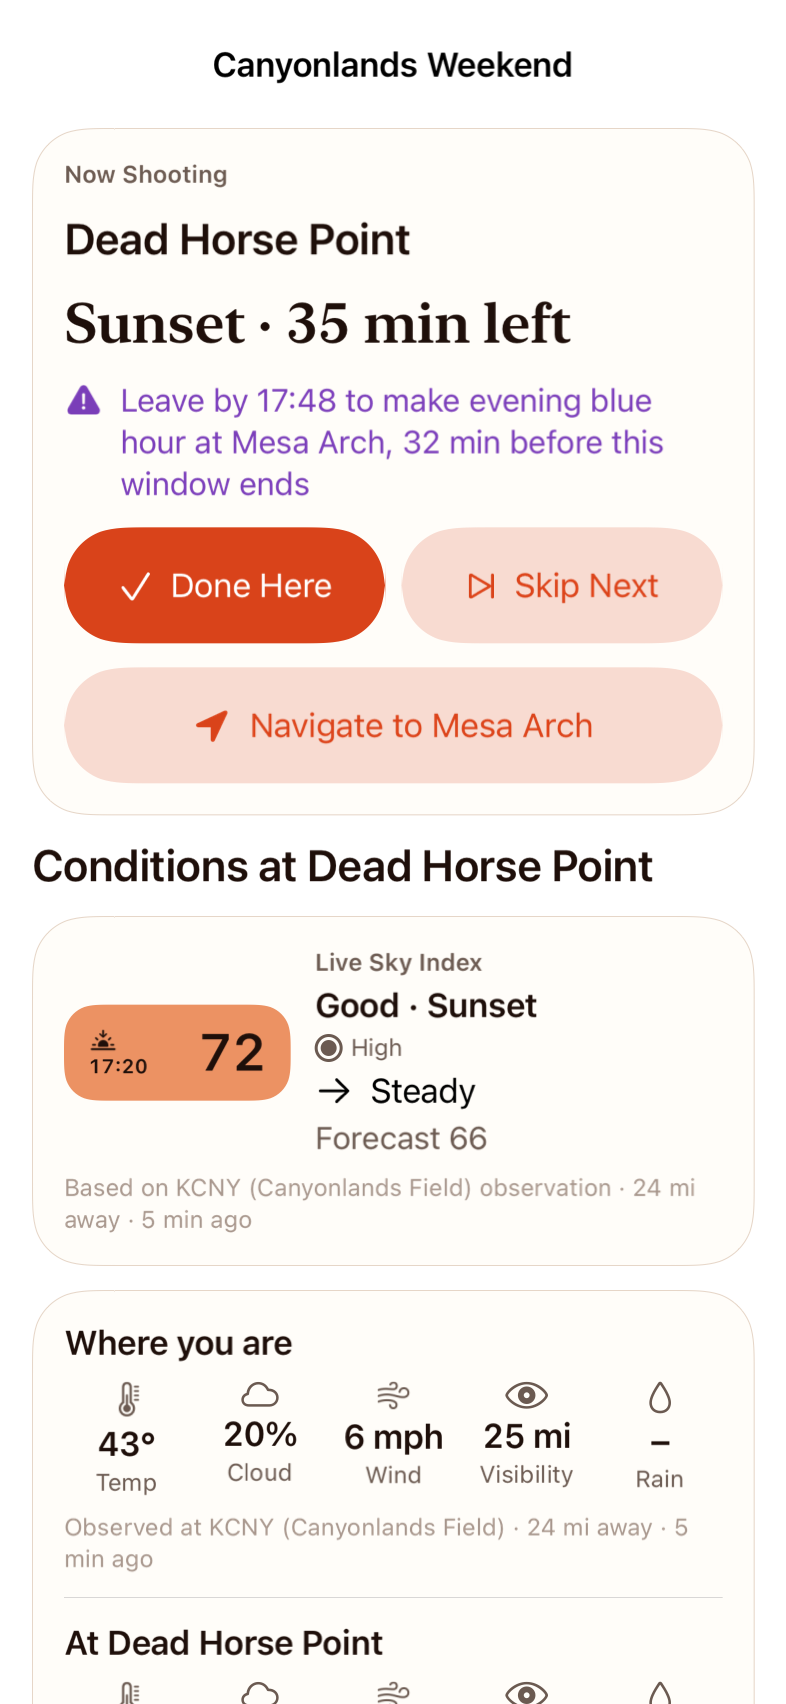 Canyonlands Weekend
Now Shooting
Dead Horse Point
Sunset · 35 min left
Leave by 17:48 to make evening blue
hour at Mesa Arch, 32 min before this
window ends
Done Here
Skip Next
Navigate to Mesa Arch
Conditions at Dead Horse Point
Live Sky Index
Good · Sunset
High
Steady
Forecast 66
17:20
72
Based on KCNY (Canyonlands Field) observation · 24 mi
away · 5 min ago
Where you are
43° 20% 6 mph 25 mi –
Temp Cloud Wind Visibility Rain
Observed at KCNY (Canyonlands Field) · 24 mi away · 5
min ago
At Dead Horse Point